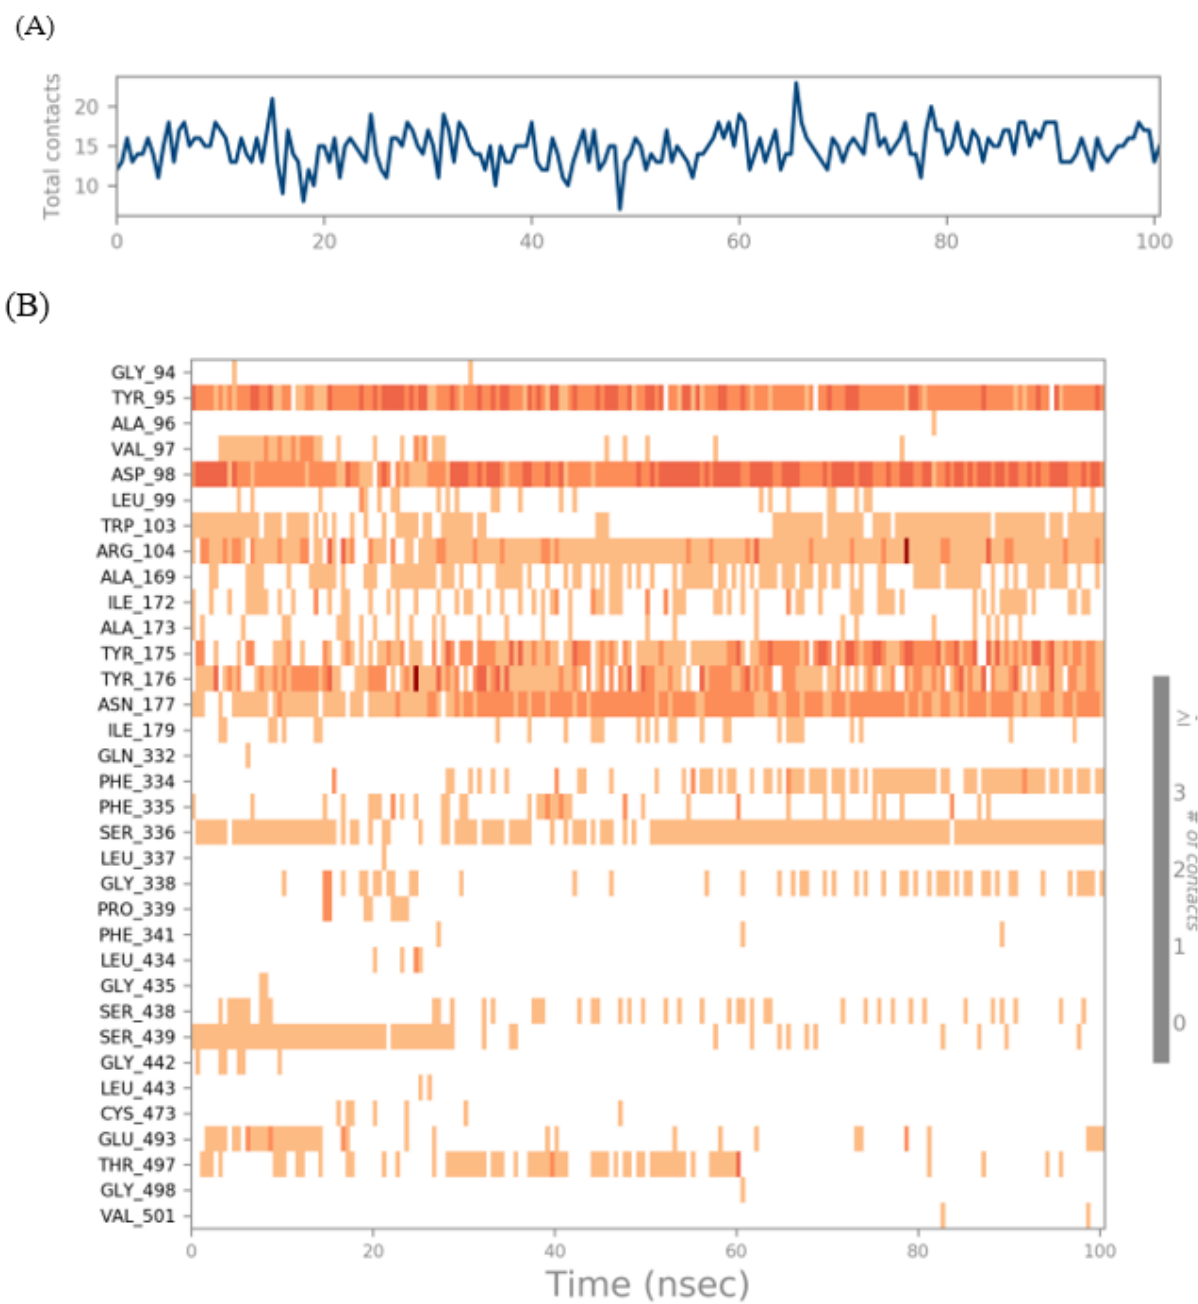 (A)
Total contacts
20
15
10
0 20 40 60 80 100
(B)
GLY_94
TYR_95
ALA_96
VAL_97
ASP_98
LEU_99
TRP_103
ARG_104
ALA_169
ILE_172
ALA_173
TYR_175
TYR_176
ASN_177
ILE_179
GLN_332
PHE_334
PHE_335
SER_336
LEU_337
GLY_338
PRO_339
PHE_341
LEU_434
GLY_435
SER_438
SER_439
GLY_442
LEU_443
CYS_473
GLU_493
THR_497
GLY_498
VAL_501
0 20 40 60 80 100
Time (nsec)
≥
3
2
1
0
# of contacts